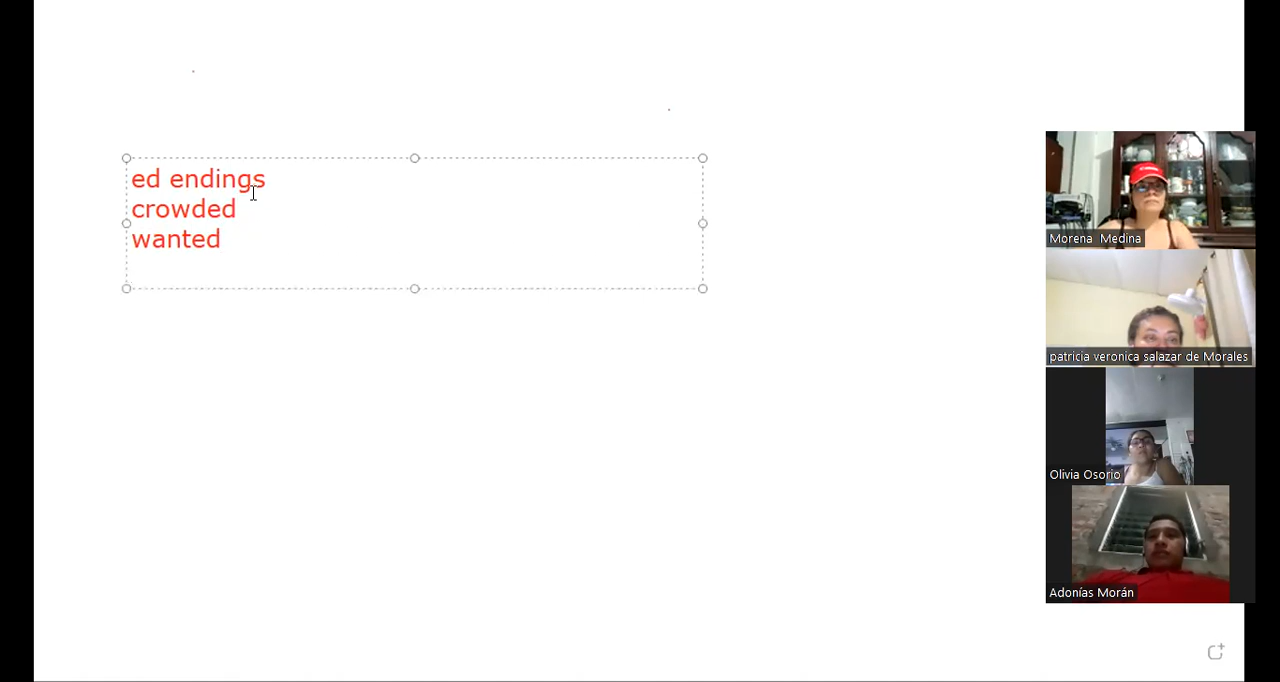 ed endings
crowded
wanted
Morena Medina
patricia veronica salazar de Morales
Olivia Osorio
Adonías Morán